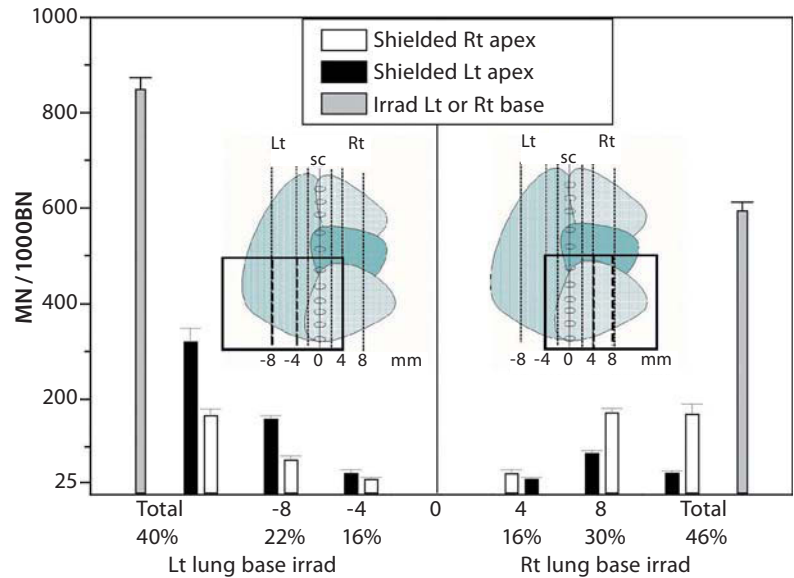 1000
800
600
400
200
25
MN/1000BN
Shielded Rt apex
Shielded Lt apex
Irrad Lt or Rt base
Lt Rt
sc
-8 -4 0 4 8 mm
Lt Rt
sc
-8 -4 0 4 8 mm
Total -8 -4 0 4 8 Total
40% 22% 16% 16% 30% 46%
Lt lung base irrad Rt lung base irrad